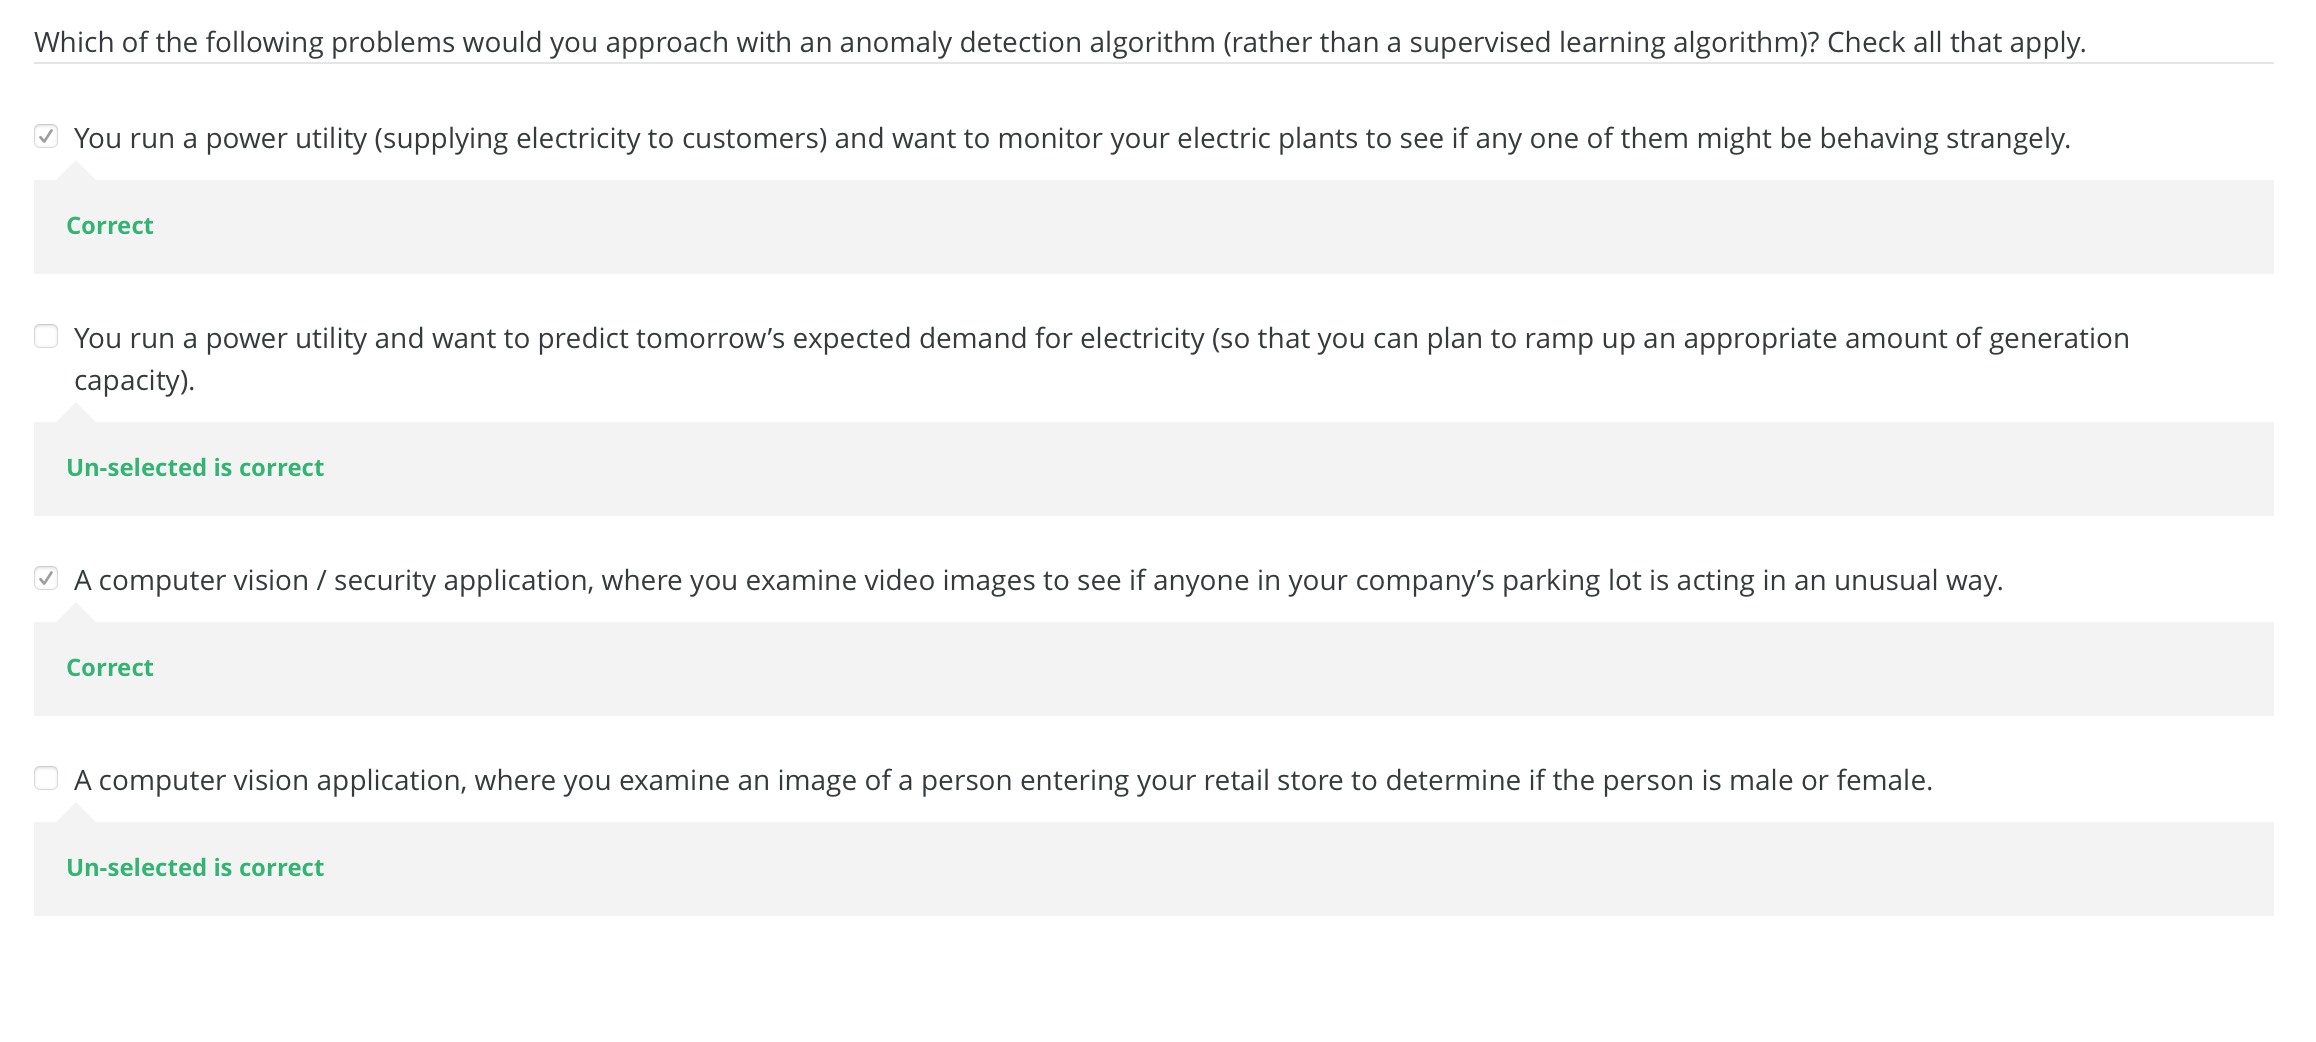 Which of the following problems would you approach with an anomaly detection algorithm (rather than a supervised learning algorithm)? Check all that apply.
You run a power utility (supplying electricity to customers) and want to monitor your electric plants to see if any one of them might be behaving strangely.
Correct
You run a power utility and want to predict tomorrow’s expected demand for electricity (so that you can plan to ramp up an appropriate amount of generation
capacity).
Un-selected is correct
A computer vision / security application, where you examine video images to see if anyone in your company’s parking lot is acting in an unusual way.
Correct
A computer vision application, where you examine an image of a person entering your retail store to determine if the person is male or female.
Un-selected is correct